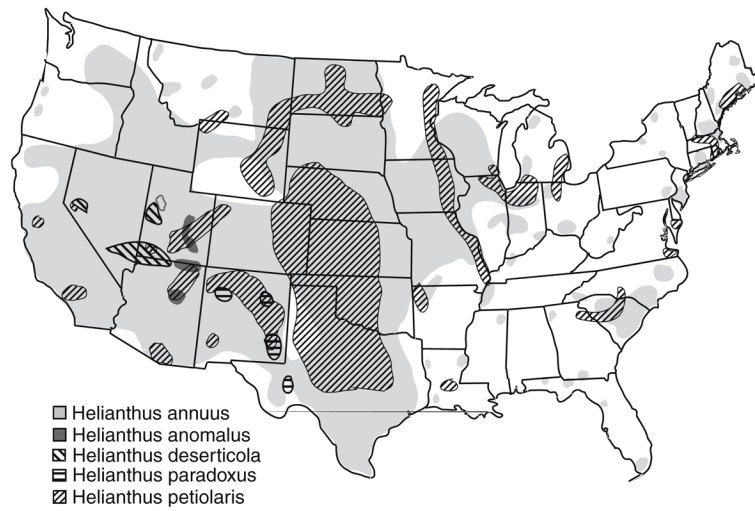 Helianthus annuus
Helianthus anomalus
Helianthus deserticola
Helianthus paradoxus
Helianthus petiolaris